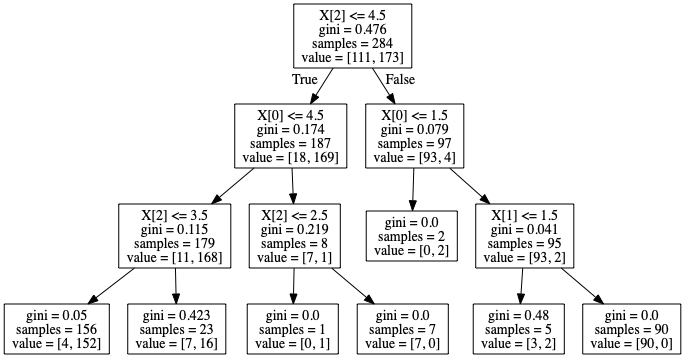 X[2] <= 4.5
gini = 0.476
samples = 284
value = [111, 173]
True
False
X[0] <= 4.5
gini = 0.174
samples = 187
value = [18, 169]
X[0] <= 1.5
gini = 0.079
samples = 97
value = [93, 4]
X[2] <= 3.5
gini = 0.115
samples = 179
value = [11, 168]
X[2] <= 2.5
gini = 0.219
samples = 8
value = [7, 1]
gini = 0.0
samples = 2
value = [0, 2]
X[1] <= 1.5
gini = 0.041
samples = 95
value = [93, 2]
gini = 0.05
samples = 156
value = [4, 152]
gini = 0.423
samples = 23
value = [7, 16]
gini = 0.0
samples = 1
value = [0, 1]
gini = 0.0
samples = 7
value = [7, 0]
gini = 0.48
samples = 5
value = [3, 2]
gini = 0.0
samples = 90
value = [90, 0]